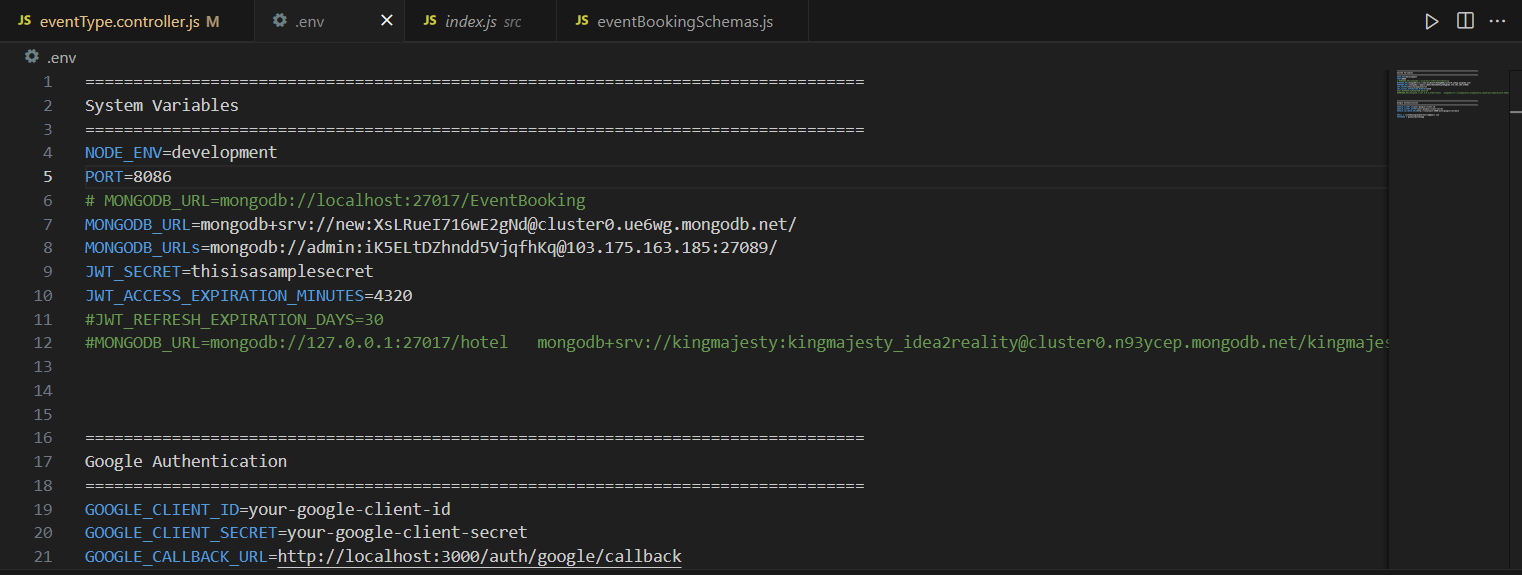 JS eventType.controller.js M .env × JS index.js src JS eventBookingSchemas.js ...
.env
1 =================================================================================
2 System Variables
3 =================================================================================
4 NODE_ENV=development
5 PORT=8086
6 # MONGODB_URL=mongodb://localhost:27017/EventBooking
7 MONGODB_URL=mongodb+srv://new:XsLRueI716wE2gNd@cluster0.ue6wg.mongodb.net/
8 MONGODB_URLs=mongodb://admin:iK5ELtDZhndd5VjqfhKq@103.175.163.185:27089/
9 JWT_SECRET=thisisasamplesecret
10 JWT_ACCESS_EXPIRATION_MINUTES=4320
11 #JWT_REFRESH_EXPIRATION_DAYS=30
12 #MONGODB_URL=mongodb://127.0.0.1:27017/hotel   mongodb+srv://kingmajesty:kingmajesty_idea2reality@cluster0.n93ycep.mongodb.net/kingmajes
13
14
15
16 =================================================================================
17 Google Authentication
18 =================================================================================
19 GOOGLE_CLIENT_ID=your-google-client-id
20 GOOGLE_CLIENT_SECRET=your-google-client-secret
21 GOOGLE_CALLBACK_URL=http://localhost:3000/auth/google/callback